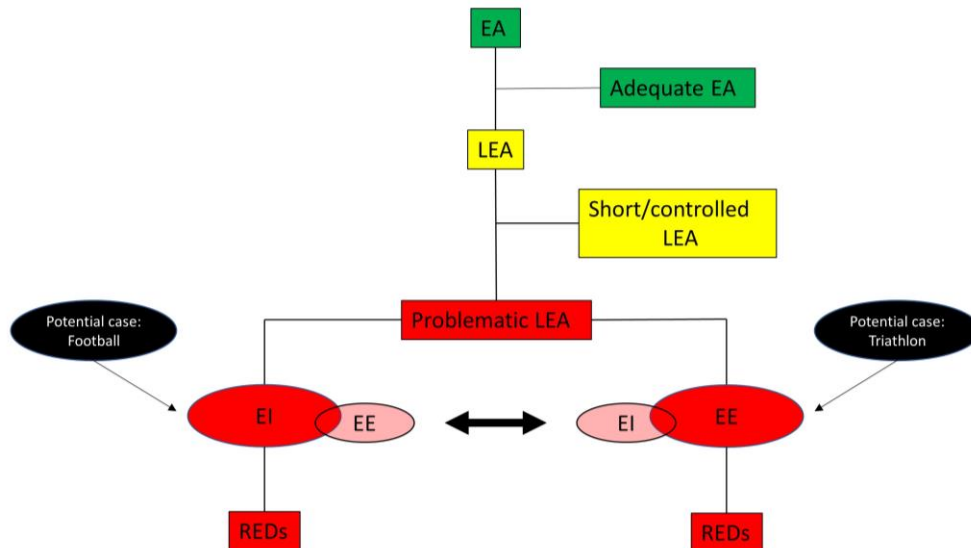 EA
Adequate EA
LEA
Short/controlled
LEA
Problematic LEA
Potential case:
Football
Potential case:
Triathlon
EI
EE
EI
EE
REDs
REDs